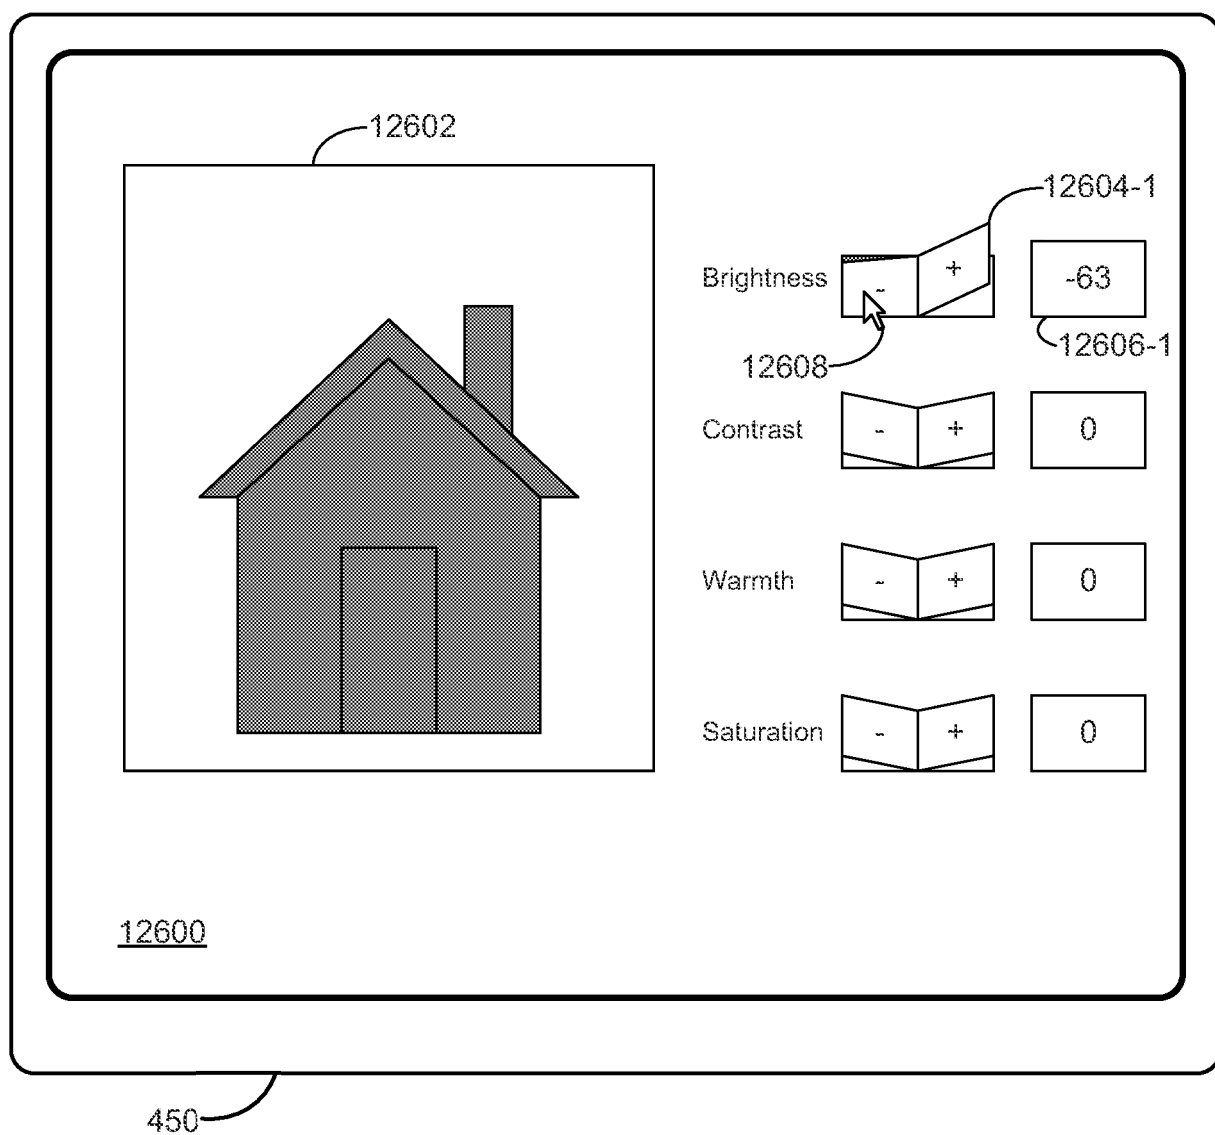 12602
12604-1
Brightness - + -63
12606-1
12608
Contrast - + 0
Warmth - + 0
Saturation - + 0
12600
450